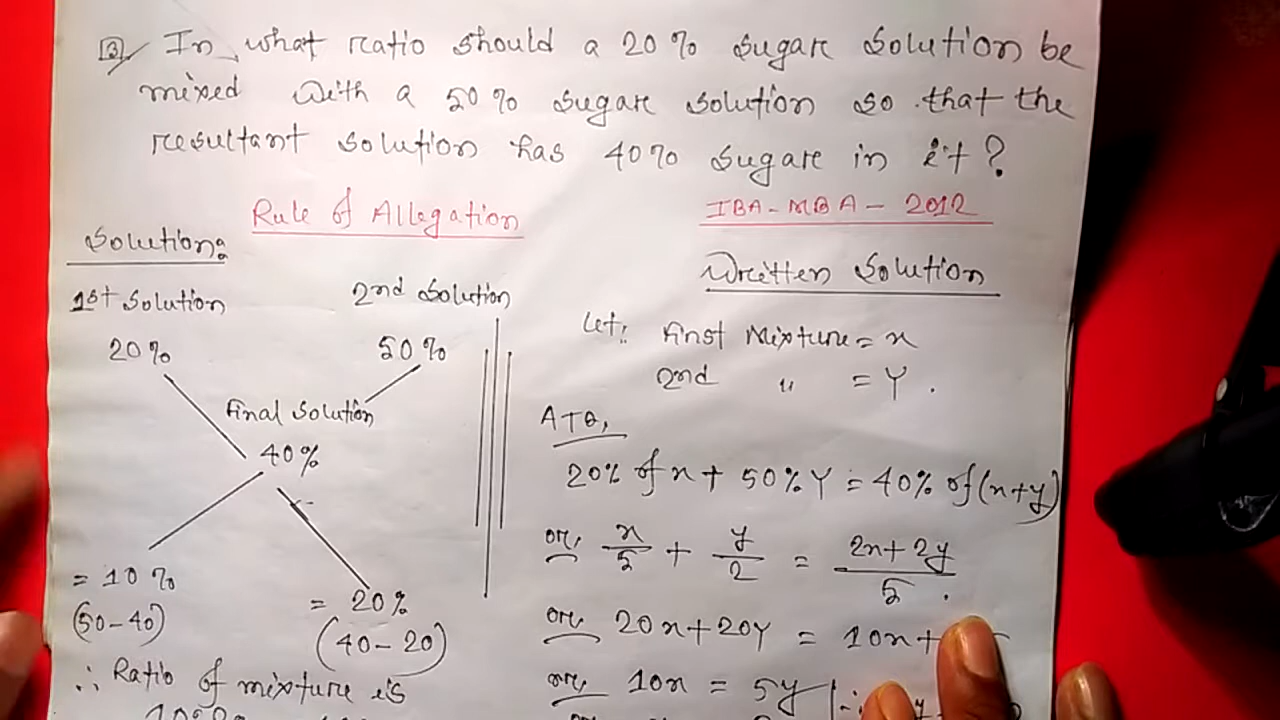 3 In what ratio should a 20% sugar solution be
mixed with a 50% sugar solution so that the
resultant solution has 40% sugar in it?
Rule of Allegation
IBA-MBA-2012
Solution:
1st Solution
2nd Solution
20%
50%
Final Solution
40%
= 10%
(50-40)
= 20%
(40-20)
∴ Ratio of mixture is
Written Solution
Let: First Mixture = x
2nd " = Y.
ATQ,
20% of x + 50% Y = 40% of (x+y)
or, x/5 + y/2 = 2x+2y/5.
or, 20x+20Y = 10x+
or, 10x = 5y